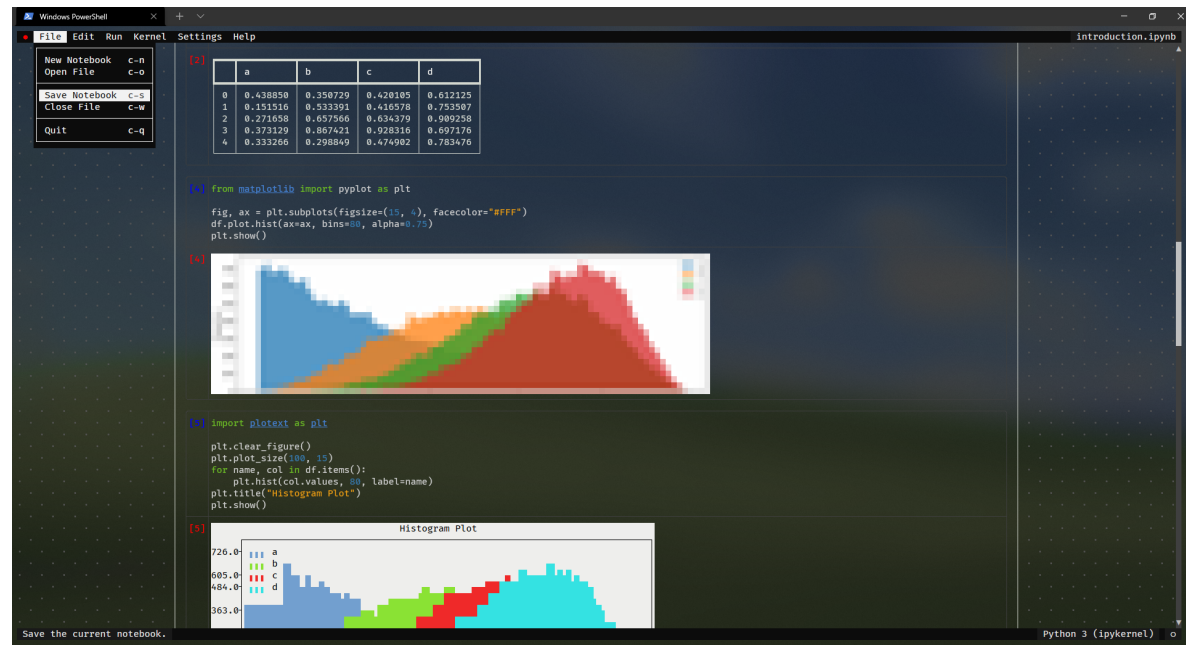 Windows PowerShell
File Edit Run Kernel Settings Help introduction.ipynb
New Notebook c-n
Open File c-o
Save Notebook c-s
Close File c-w
Quit c-q
[2]
a b c d
0 0.438850 0.350729 0.420105 0.612125
1 0.151516 0.533391 0.416578 0.753507
2 0.271658 0.657566 0.634379 0.909258
3 0.373129 0.867421 0.928316 0.697176
4 0.333266 0.298849 0.474902 0.783476
[4] from matplotlib import pyplot as plt
fig, ax = plt.subplots(figsize=(15, 4), facecolor="#FFF")
df.plot.hist(ax=ax, bins=80, alpha=0.75)
plt.show()
[4]
[5] import plotext as plt
plt.clear_figure()
plt.plot_size(100, 15)
for name, col in df.items():
plt.hist(col.values, 80, label=name)
plt.title("Histogram Plot")
plt.show()
[5]
Histogram Plot
726.0
a
b
605.0
c
484.0
d
363.0
Save the current notebook. Python 3 (ipykernel)